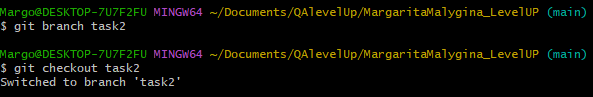 Margo@DESKTOP-7U7F2FU MINGW64 ~/Documents/QAlevelUp/MargaritaMalygina_LevelUP (main)
$ git branch task2
Margo@DESKTOP-7U7F2FU MINGW64 ~/Documents/QAlevelUp/MargaritaMalygina_LevelUP (main)
$ git checkout task2
Switched to branch 'task2'